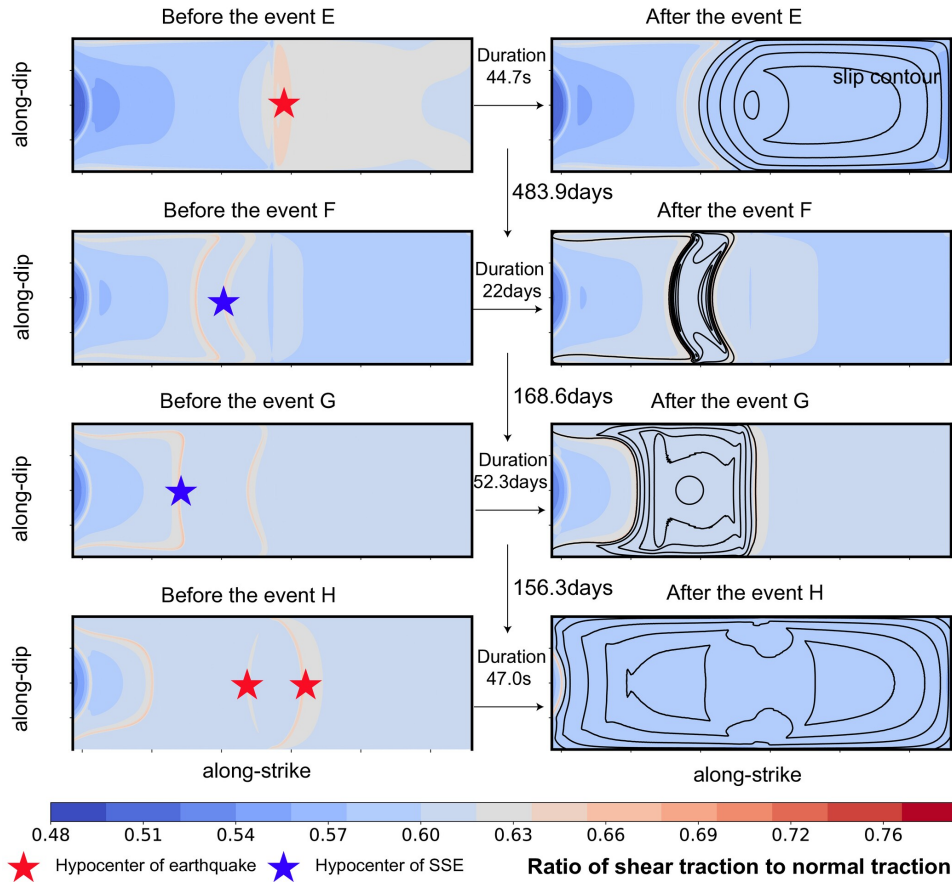 Before the event E
After the event E
along-dip
Duration
44.7s
slip contour
483.9days
Before the event F
After the event F
along-dip
Duration
22days
168.6days
Before the event G
After the event G
along-dip
Duration
52.3days
156.3days
Before the event H
After the event H
along-dip
Duration
47.0s
along-strike
along-strike
0.48 0.51 0.54 0.57 0.60 0.63 0.66 0.69 0.72 0.76
Hypocenter of earthquake Hypocenter of SSE Ratio of shear traction to normal traction